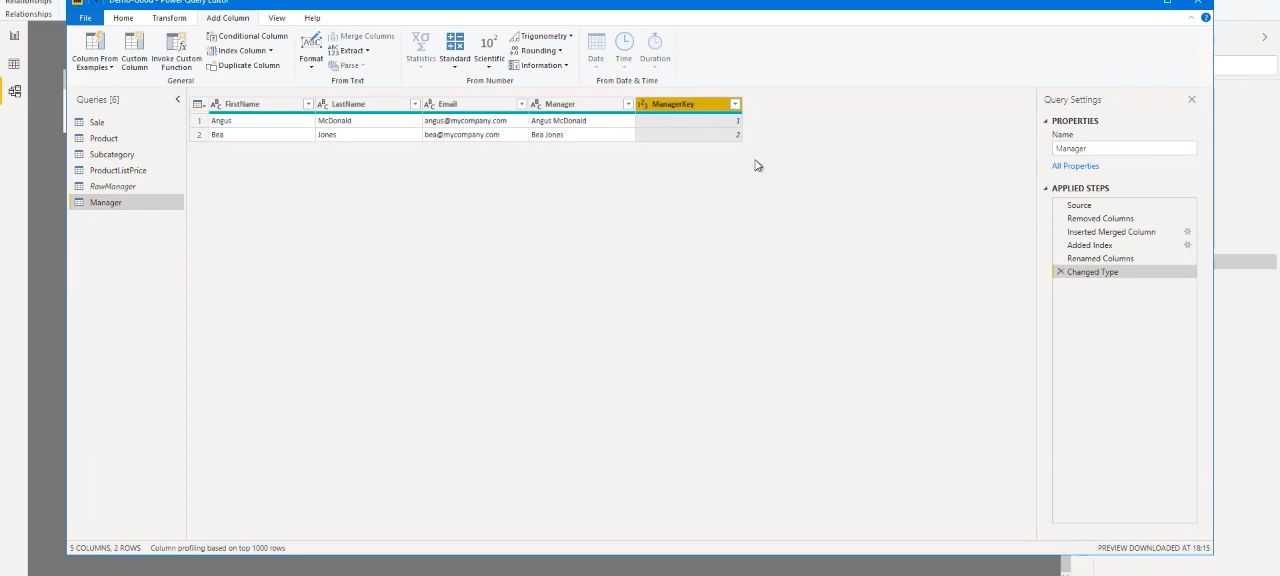 Relationships
Relationships
Demo-Good - Power Query Editor
File Home Transform Add Column View Help
Column From Examples
Custom Column
Invoke Custom Function
Conditional Column
Index Column
Duplicate Column
General
Format
Merge Columns
Extract
Parse
From Text
Statistics
Standard
Scientific
Trigonometry
Rounding
Information
From Number
Date
Time
Duration
From Date & Time
Queries [6]
Sale
Product
Subcategory
ProductListPrice
RawManager
Manager
FirstName LastName Email Manager ManagerKey
1 Angus McDonald angus@mycompany.com Angus McDonald 1
2 Bea Jones bea@mycompany.com Bea Jones 2
Query Settings
PROPERTIES
Name
Manager
All Properties
APPLIED STEPS
Source
Removed Columns
Inserted Merged Column
Added Index
Renamed Columns
Changed Type
5 COLUMNS, 2 ROWS Column profiling based on top 1000 rows
PREVIEW DOWNLOADED AT 18:15